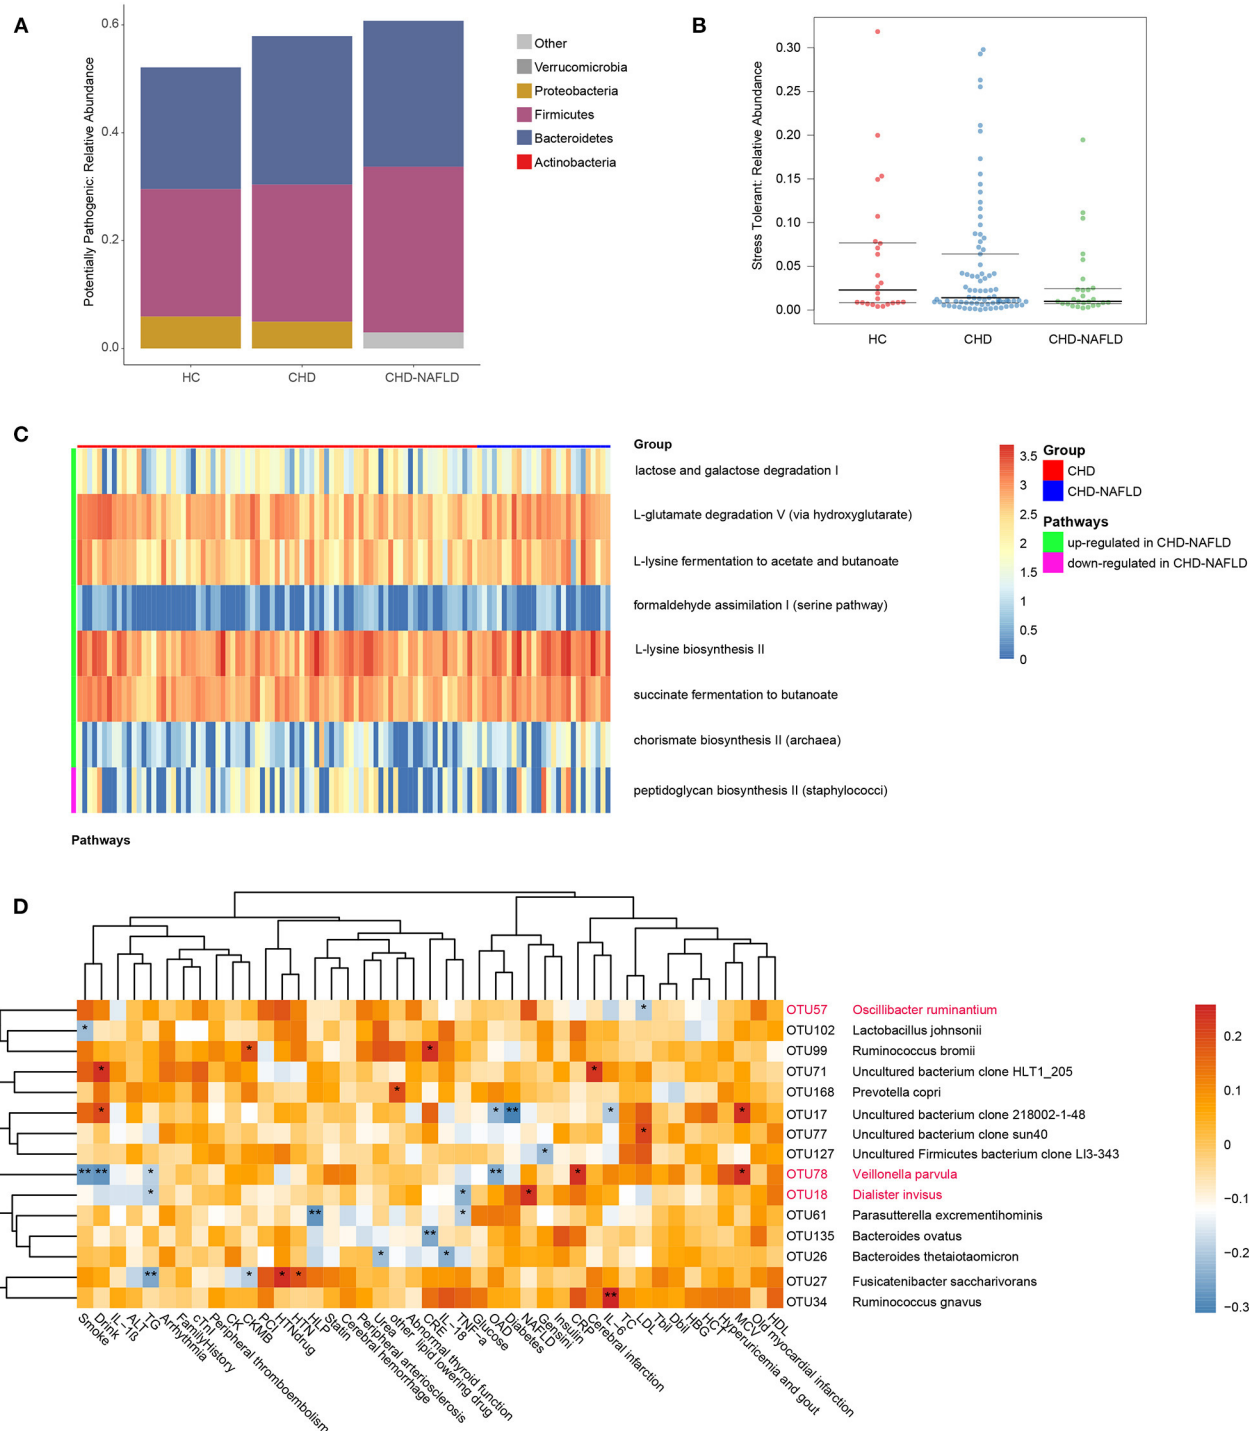 A
Potentially Pathogenic: Relative Abundance
0.6
0.4
0.2
0.0
HC
CHD
CHD-NAFLD
Other
Verrucomicrobia
Proteobacteria
Firmicutes
Bacteroidetes
Actinobacteria
B
Stress Tolerant: Relative Abundance
0.30
0.25
0.20
0.15
0.10
0.05
0.00
HC
CHD
CHD-NAFLD
C
Group
lactose and galactose degradation I
L-glutamate degradation V (via hydroxyglutarate)
L-lysine fermentation to acetate and butanoate
formaldehyde assimilation I (serine pathway)
L-lysine biosynthesis II
succinate fermentation to butanoate
chorismate biosynthesis II (archaea)
peptidoglycan biosynthesis II (staphylococci)
Pathways
3.5
3
2.5
2
1.5
1
0.5
0
Group
CHD
CHD-NAFLD
Pathways
up-regulated in CHD-NAFLD
down-regulated in CHD-NAFLD
D
OTU57 Oscillibacter ruminantium
OTU102 Lactobacillus johnsonii
OTU99 Ruminococcus bromii
OTU71 Uncultured bacterium clone HLT1_205
OTU168 Prevotella copri
OTU17 Uncultured bacterium clone 218002-1-48
OTU77 Uncultured bacterium clone sun40
OTU127 Uncultured Firmicutes bacterium clone LI3-343
OTU78 Veillonella parvula
OTU18 Dialister invisus
OTU61 Parasutterella excrementihominis
OTU135 Bacteroides ovatus
OTU26 Bacteroides thetaiotaomicron
OTU27 Fusicatenibacter saccharivorans
OTU34 Ruminococcus gnavus
Smoke
Drink
IL-1ß
ALT
TG
Arrhythmia
FamilyHistory
cTnI
Peripheral thromboembolism
CK
CKMB
PCI
HTNdrug
HTN
HLP
Statin
Cerebral hemorrhage
Peripheral arteriosclerosis
Urea
other lipid lowering drug
Abnormal thyroid function
CRE
IL-18
TNF-a
Glucose
OAD
Diabetes
NAFLD
Gensini
Insulin
CRP
Cerebral infarction
IL-6
TC
LDL
Tbil
Dbil
HBG
HCT
Hyperuricemia and gout
MCV
Old myocardial infarction
HDL
0.2
0.1
0
−0.1
−0.2
−0.3